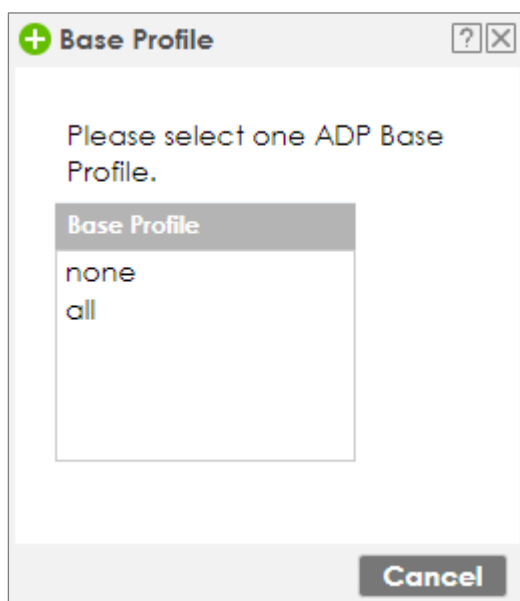 Base Profile
Please select one ADP Base
Profile.
Base Profile
none
all
Cancel